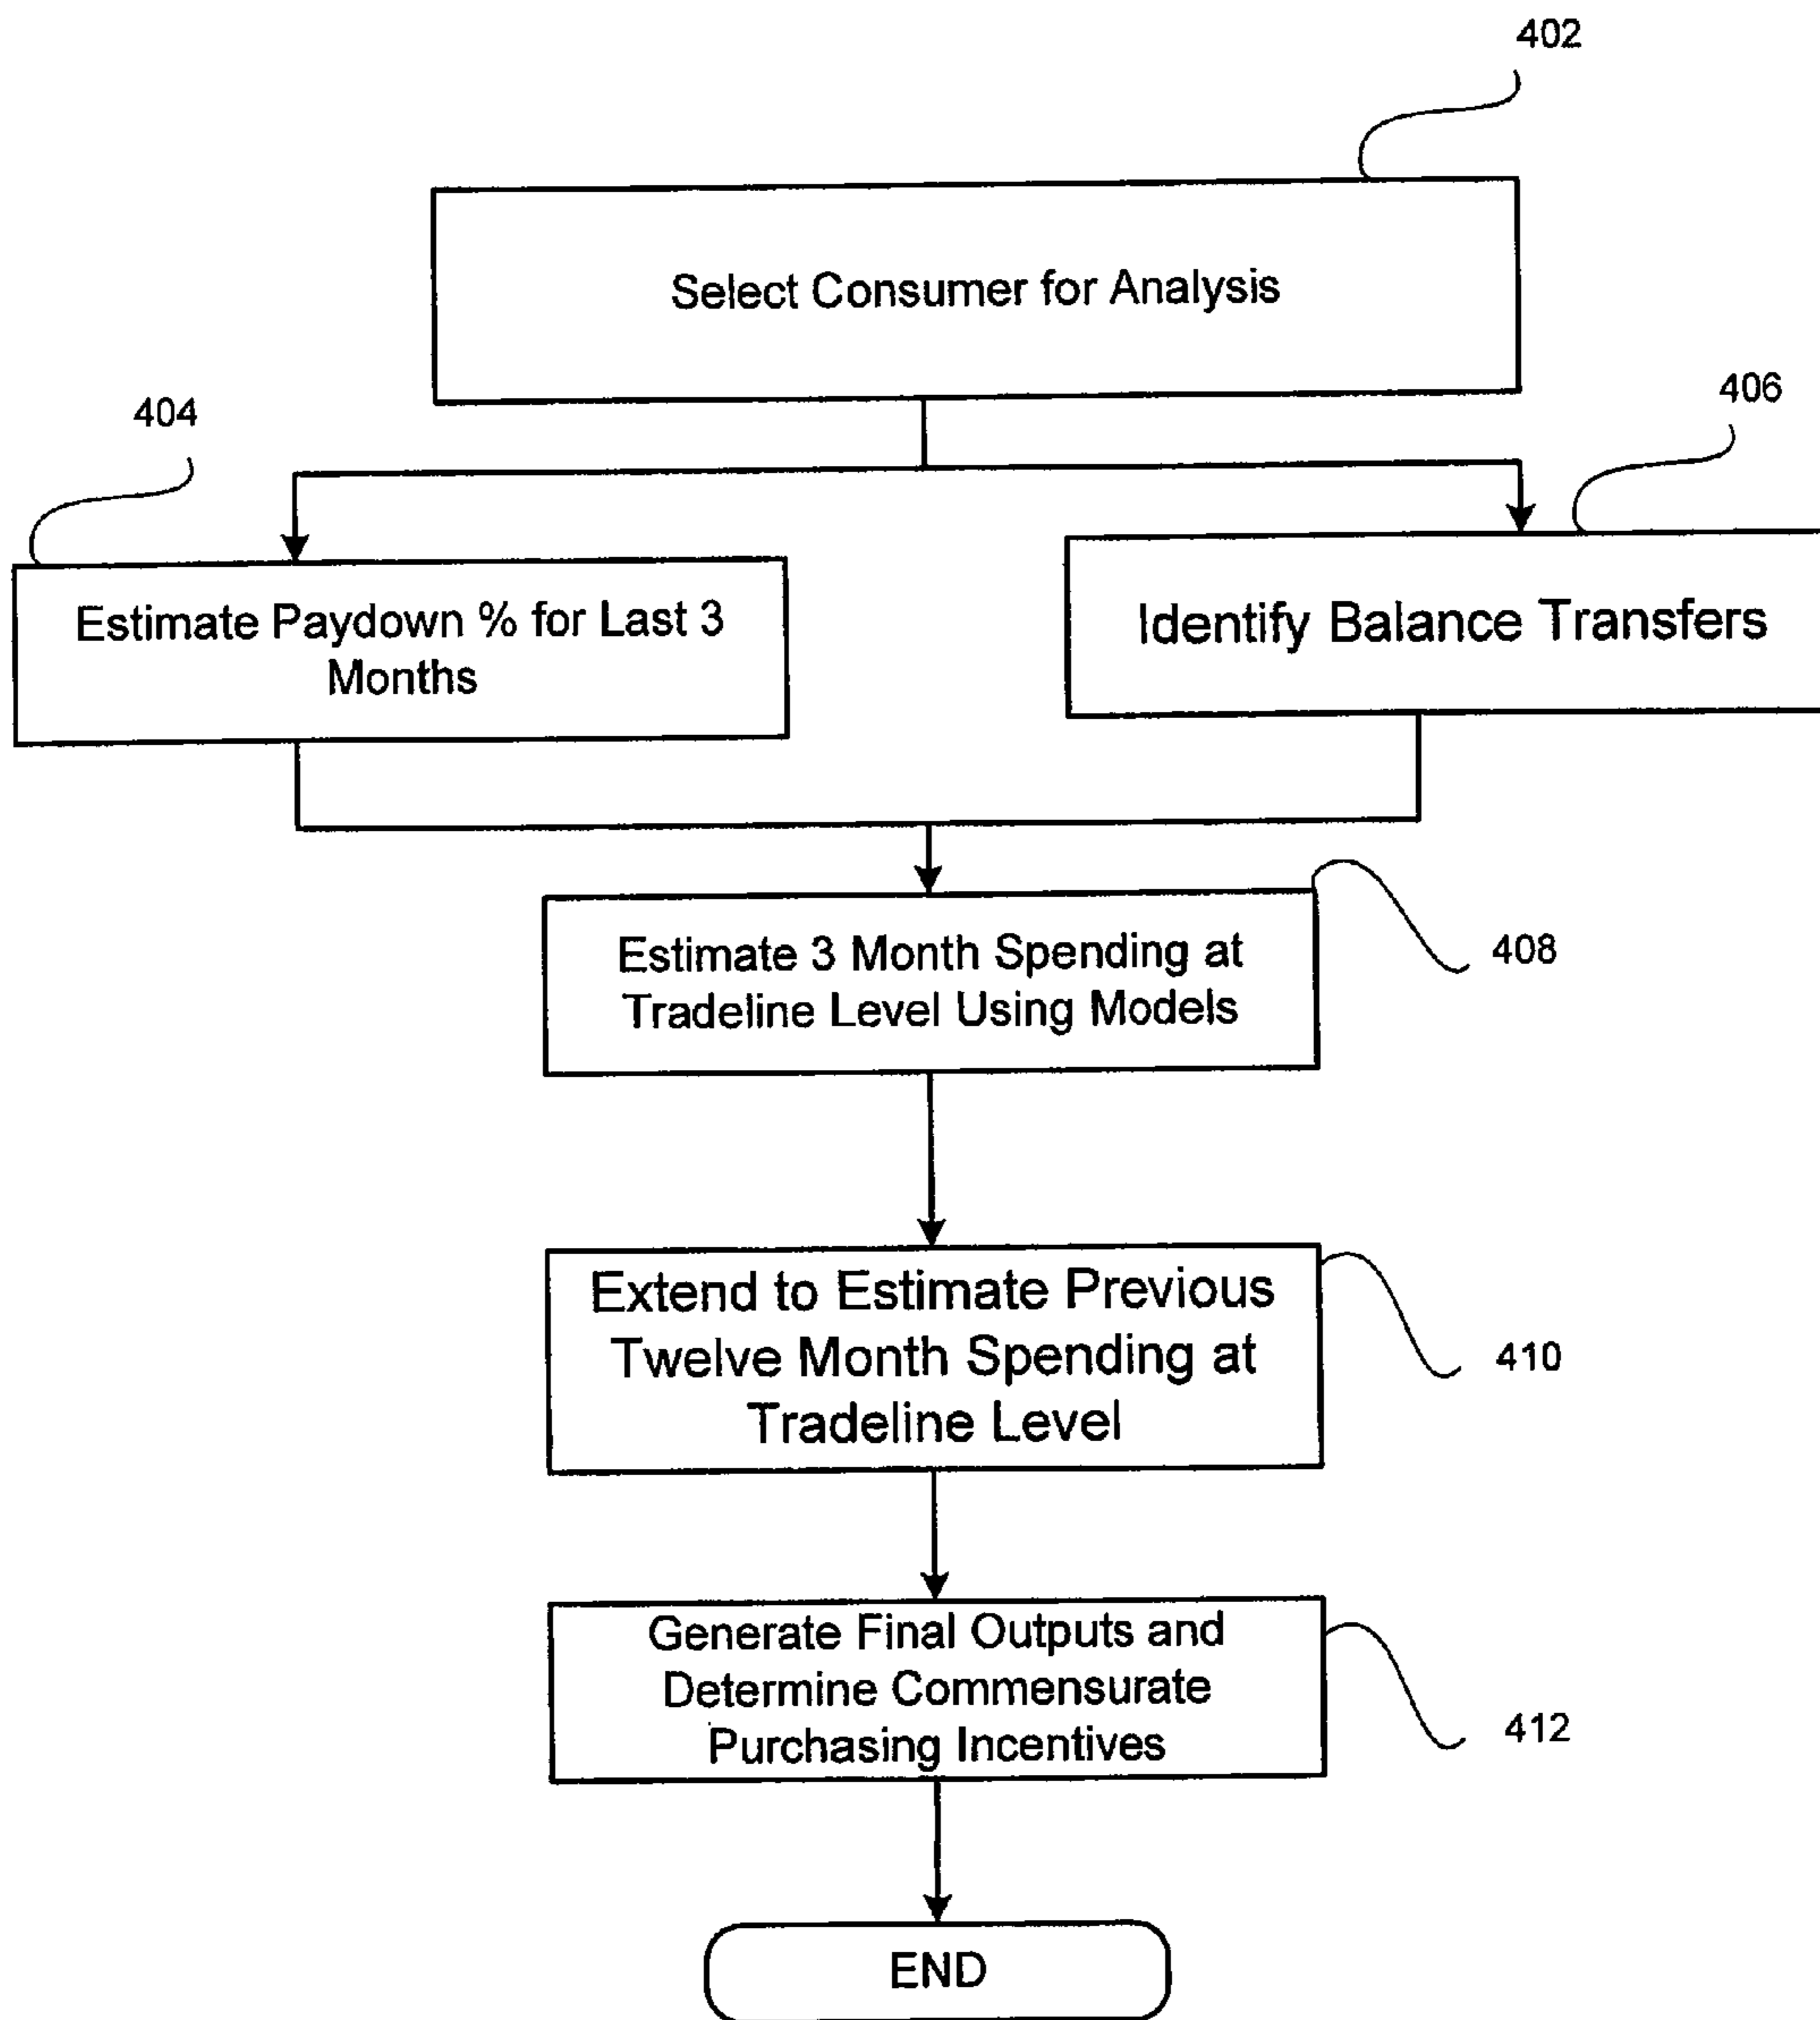 402
Select Consumer for Analysis
404
406
Estimate Paydown % for Last 3
Months
Identify Balance Transfers
Estimate 3 Month Spending at
Tradeline Level Using Models
408
Extend to Estimate Previous
Twelve Month Spending at
Tradeline Level
410
Generate Final Outputs and
Determine Commensurate
Purchasing Incentives
412
END